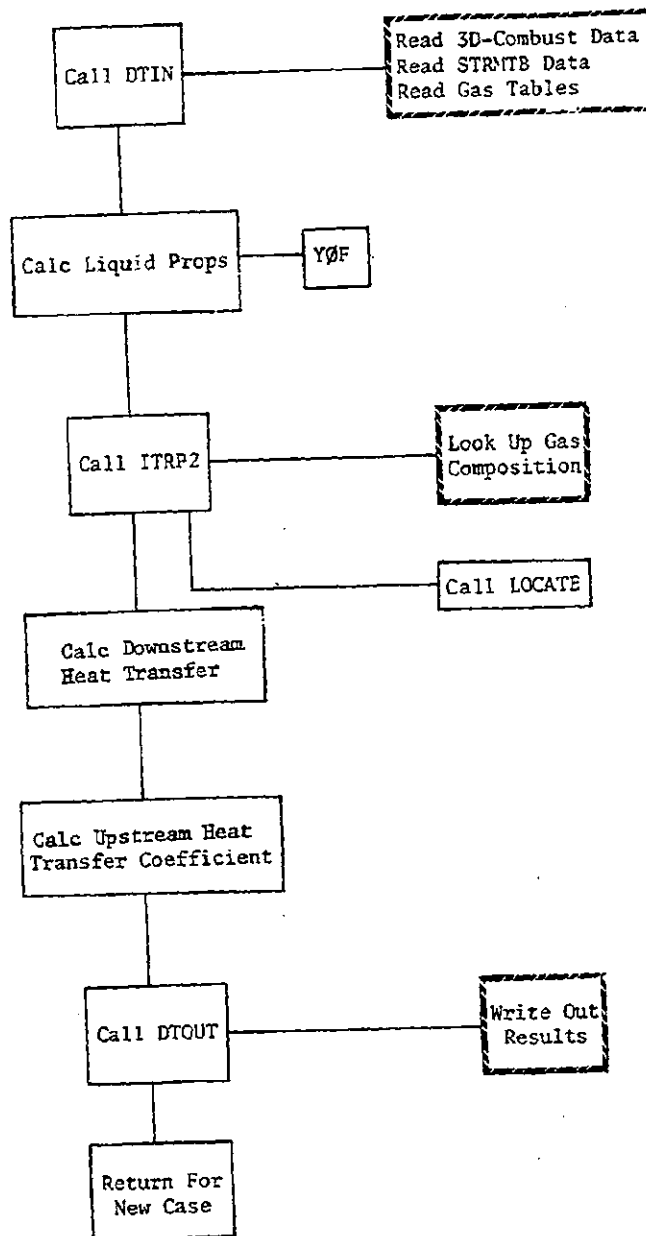 Call DTIN
Read 3D-Combust Data
Read STRMTB Data
Read Gas Tables
Calc Liquid Props
YØF
Call ITRP2
Look Up Gas
Composition
Call LOCATE
Calc Downstream
Heat Transfer
Calc Upstream Heat
Transfer Coefficient
Call DTOUT
Write Out
Results
Return For
New Case